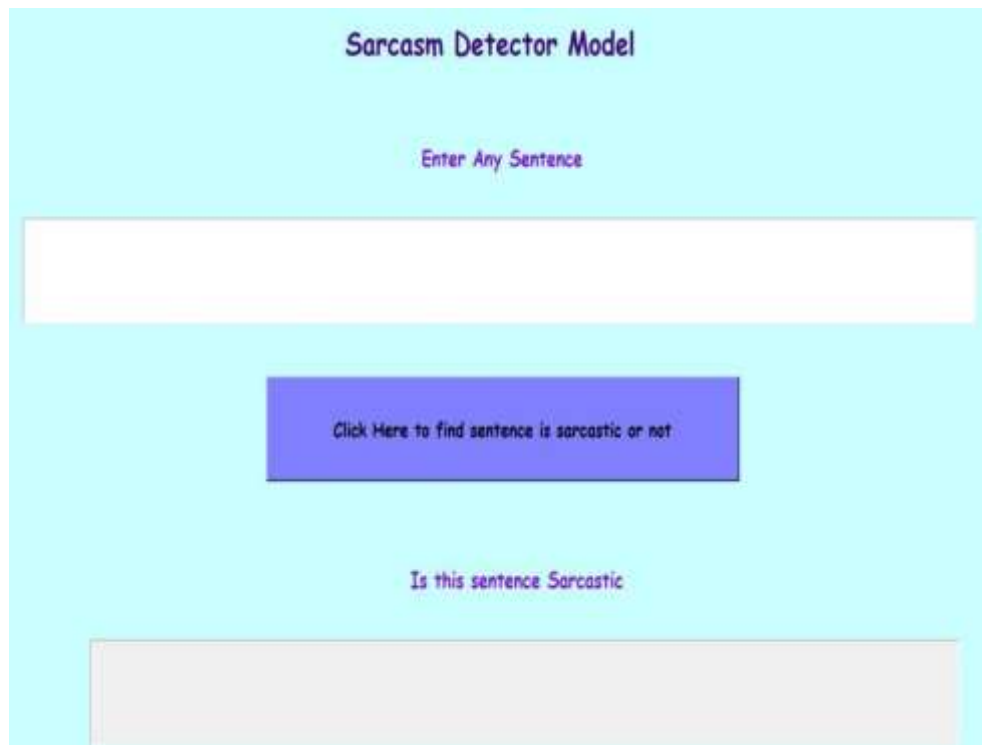 Sarcasm Detector Model
Enter Any Sentence
Click Here to find sentence is sarcastic or not
Is this sentence Sarcastic